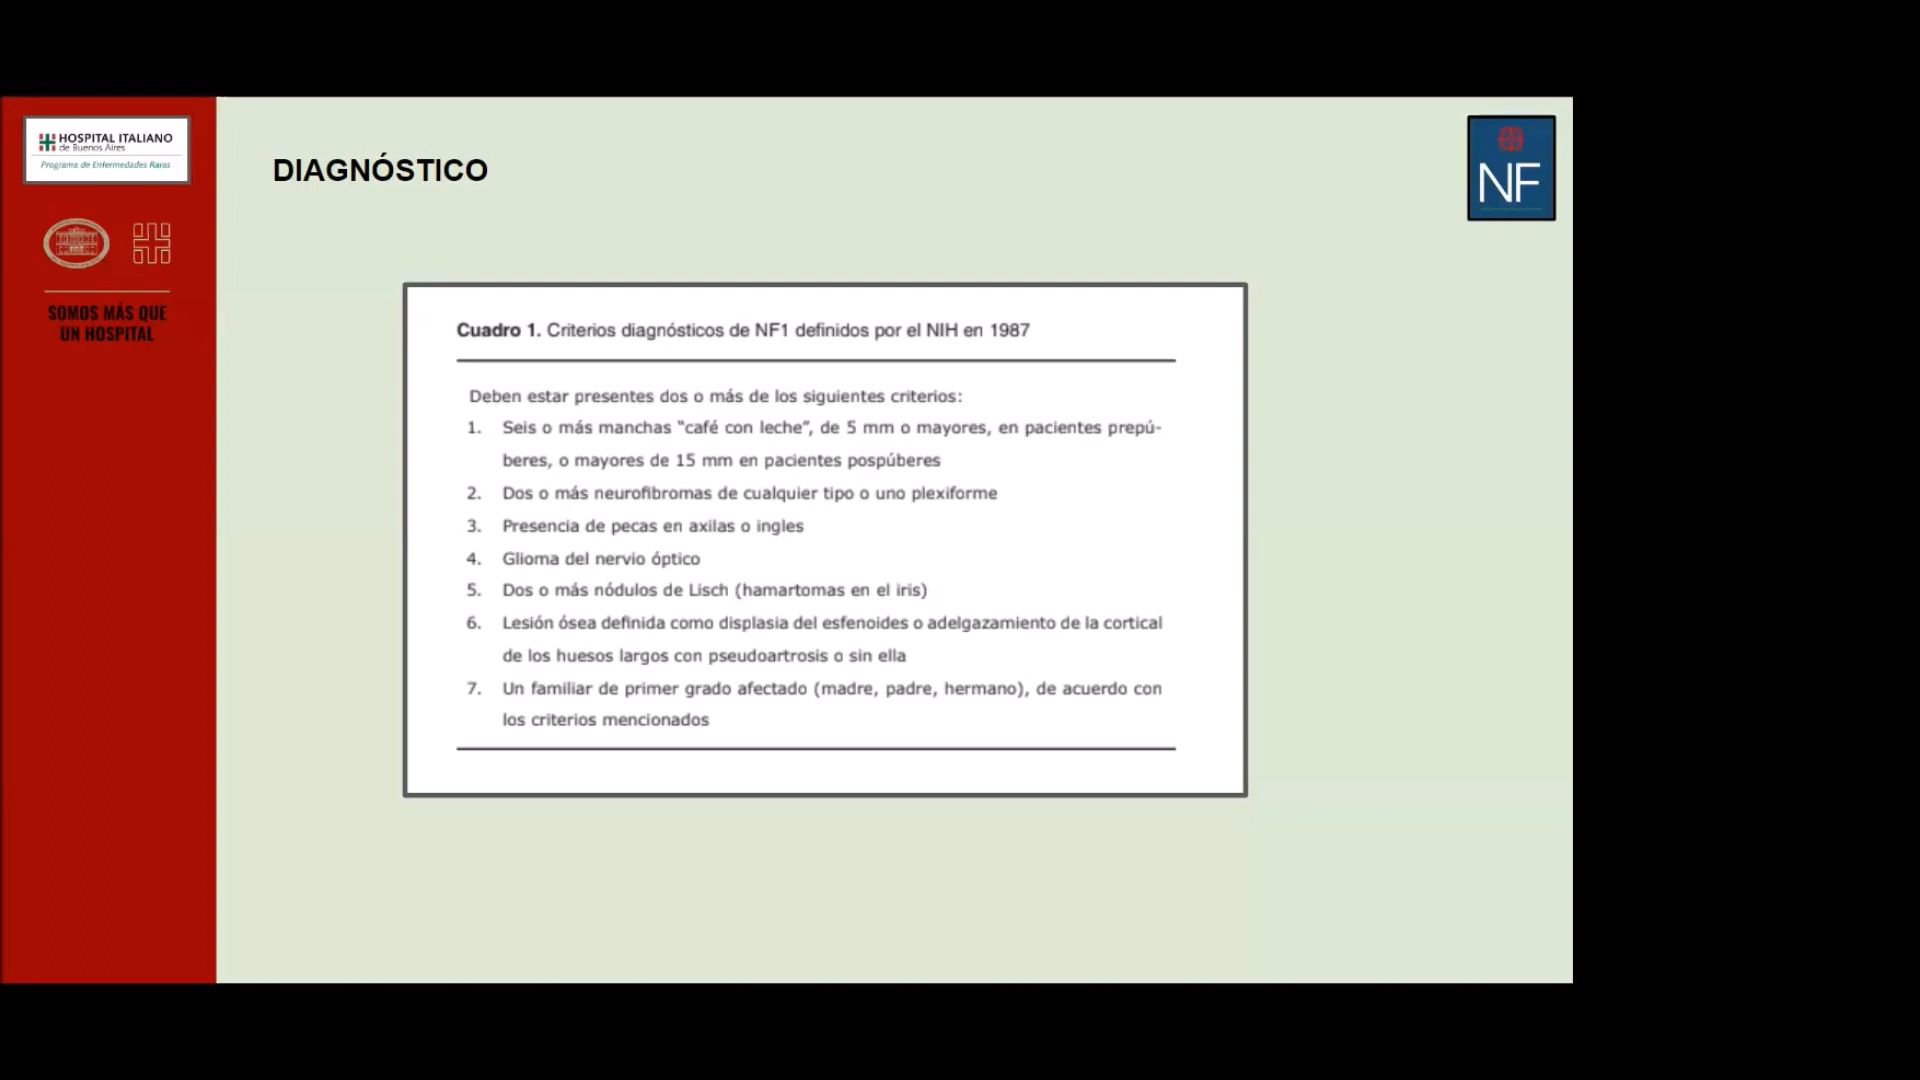 HOSPITAL ITALIANO
de Buenos Aires
Programa de Enfermedades Raras
SOMOS MÁS QUE
UN HOSPITAL
DIAGNÓSTICO
NF
Cuadro 1. Criterios diagnósticos de NF1 definidos por el NIH en 1987
Deben estar presentes dos o más de los siguientes criterios:
1. Seis o más manchas “café con leche”, de 5 mm o mayores, en pacientes prepú-
beres, o mayores de 15 mm en pacientes pospúberes
2. Dos o más neurofibromas de cualquier tipo o uno plexiforme
3. Presencia de pecas en axilas o ingles
4. Glioma del nervio óptico
5. Dos o más nódulos de Lisch (hamartomas en el iris)
6. Lesión ósea definida como displasia del esfenoides o adelgazamiento de la cortical
de los huesos largos con pseudoartrosis o sin ella
7. Un familiar de primer grado afectado (madre, padre, hermano), de acuerdo con
los criterios mencionados